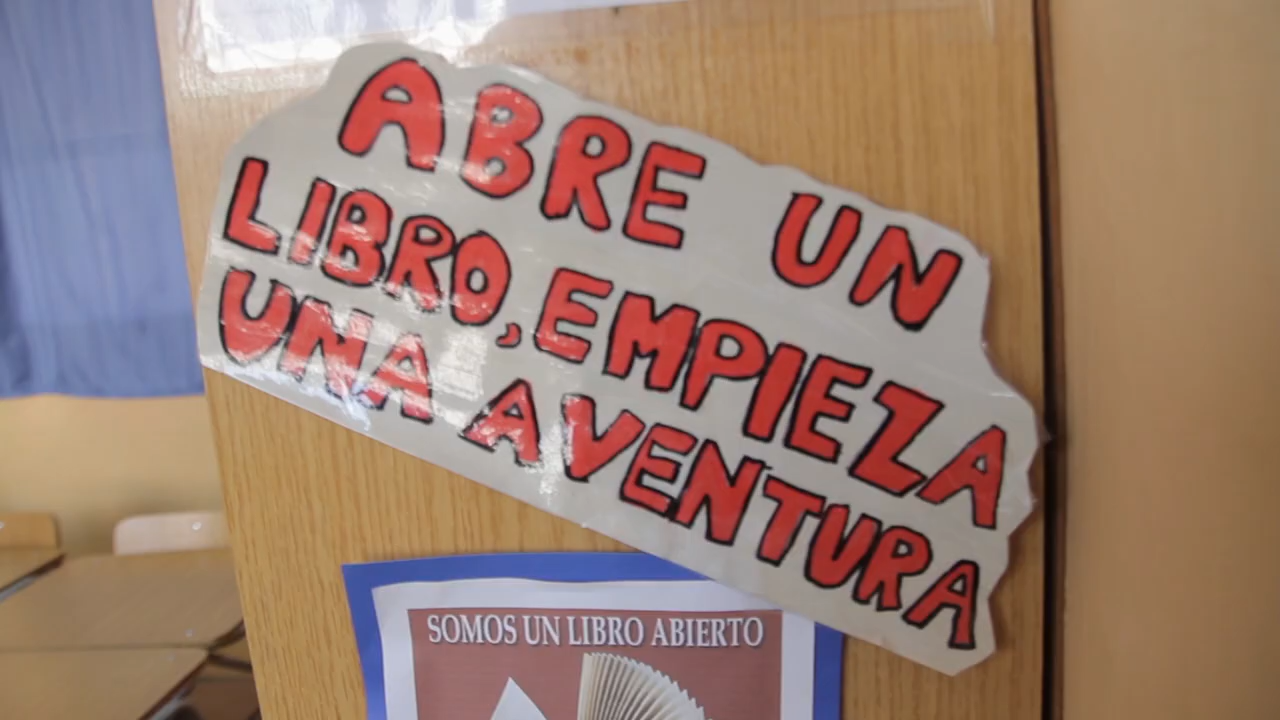 ABRE UN
LIBRO, EMPIEZA
UNA AVENTURA
SOMOS UN LIBRO ABIERTO